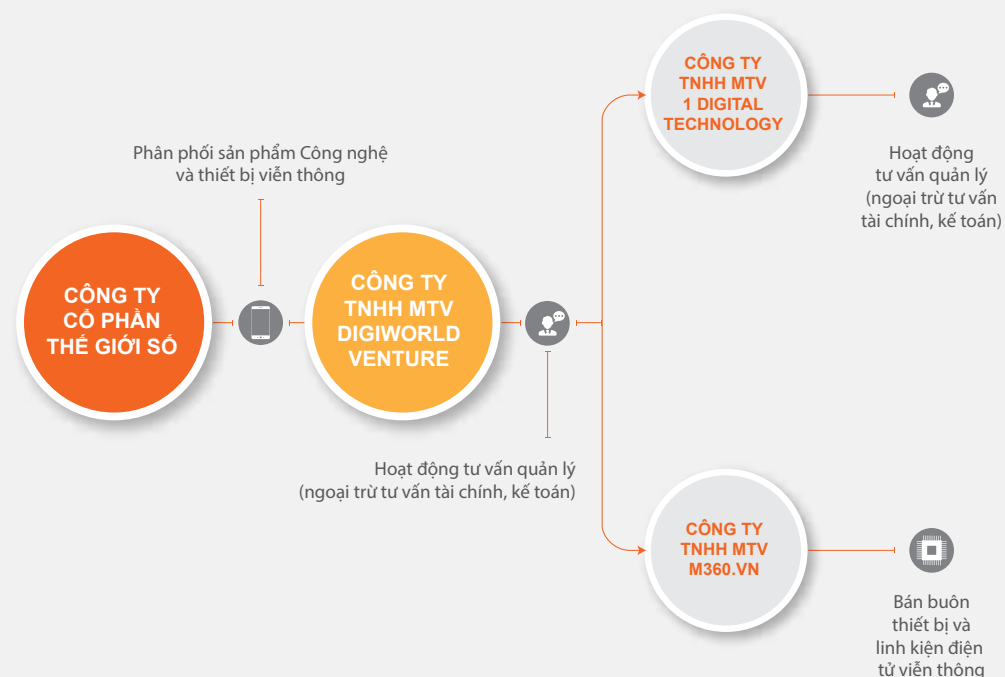 Phân phối sản phẩm Công nghệ
và thiết bị viễn thông
CÔNG TY
CỔ PHẦN
THẾ GIỚI SỐ
CÔNG TY
TNHH MTV
DIGIWORLD
VENTURE
Hoạt động tư vấn quản lý
(ngoại trừ tư vấn tài chính, kế toán)
CÔNG TY
TNHH MTV
1 DIGITAL
TECHNOLOGY
Hoạt động
tư vấn quản lý
(ngoại trừ tư vấn
tài chính, kế toán)
CÔNG TY
TNHH MTV
M360.VN
Bán buôn
thiết bị và
linh kiện điện
tử viễn thông